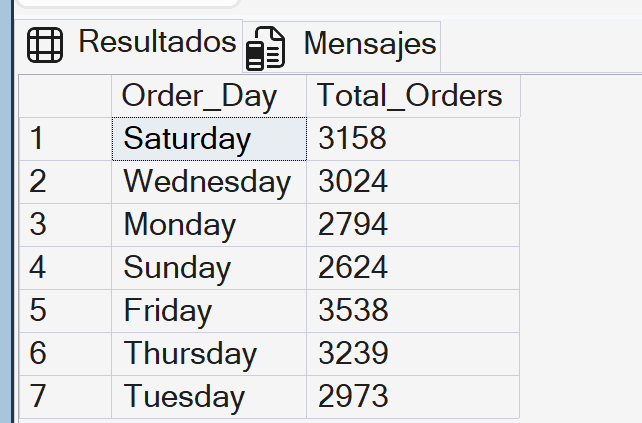 Resultados Mensajes
Order_Day Total_Orders
1 Saturday 3158
2 Wednesday 3024
3 Monday 2794
4 Sunday 2624
5 Friday 3538
6 Thursday 3239
7 Tuesday 2973